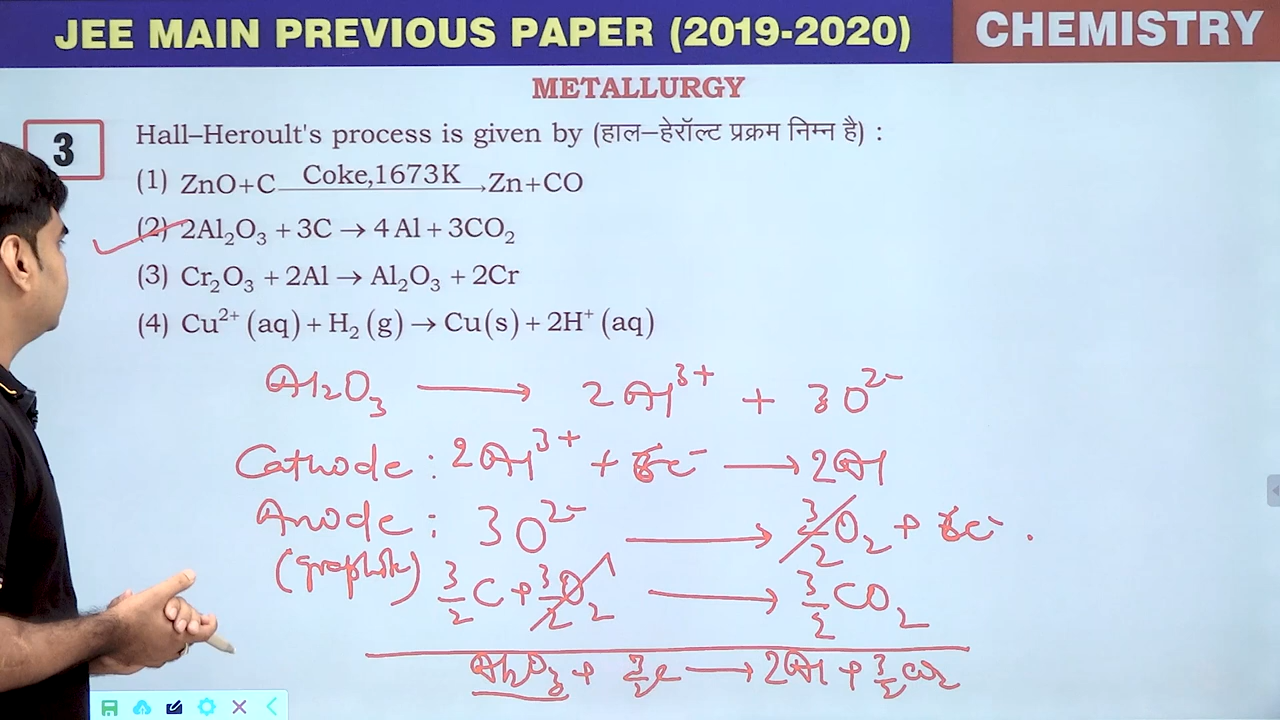 JEE MAIN PREVIOUS PAPER (2019-2020) CHEMISTRY
METALLURGY
3 Hall–Heroult's process is given by (हाल–हेरॉल्ट प्रक्रम निम्न है) :
(1) ZnO+C Coke,1673K → Zn+CO
(2) 2Al₂O₃ + 3C → 4 Al + 3CO₂
(3) Cr₂O₃ + 2Al → Al₂O₃ + 2Cr
(4) Cu²⁺ (aq) + H₂ (g) → Cu(s) + 2H⁺ (aq)
Al₂O₃ → 2Al³⁺ + 3O²⁻
Cathode : 2Al³⁺ + 6e⁻ → 2Al
Anode : 3O²⁻ → 3/2 O₂ + 6e⁻.
(graphite) 3/2 C + 3/2 O₂ → 3/2 CO₂
Al₂O₃ + 3/2 C → 2Al + 3/2 CO₂